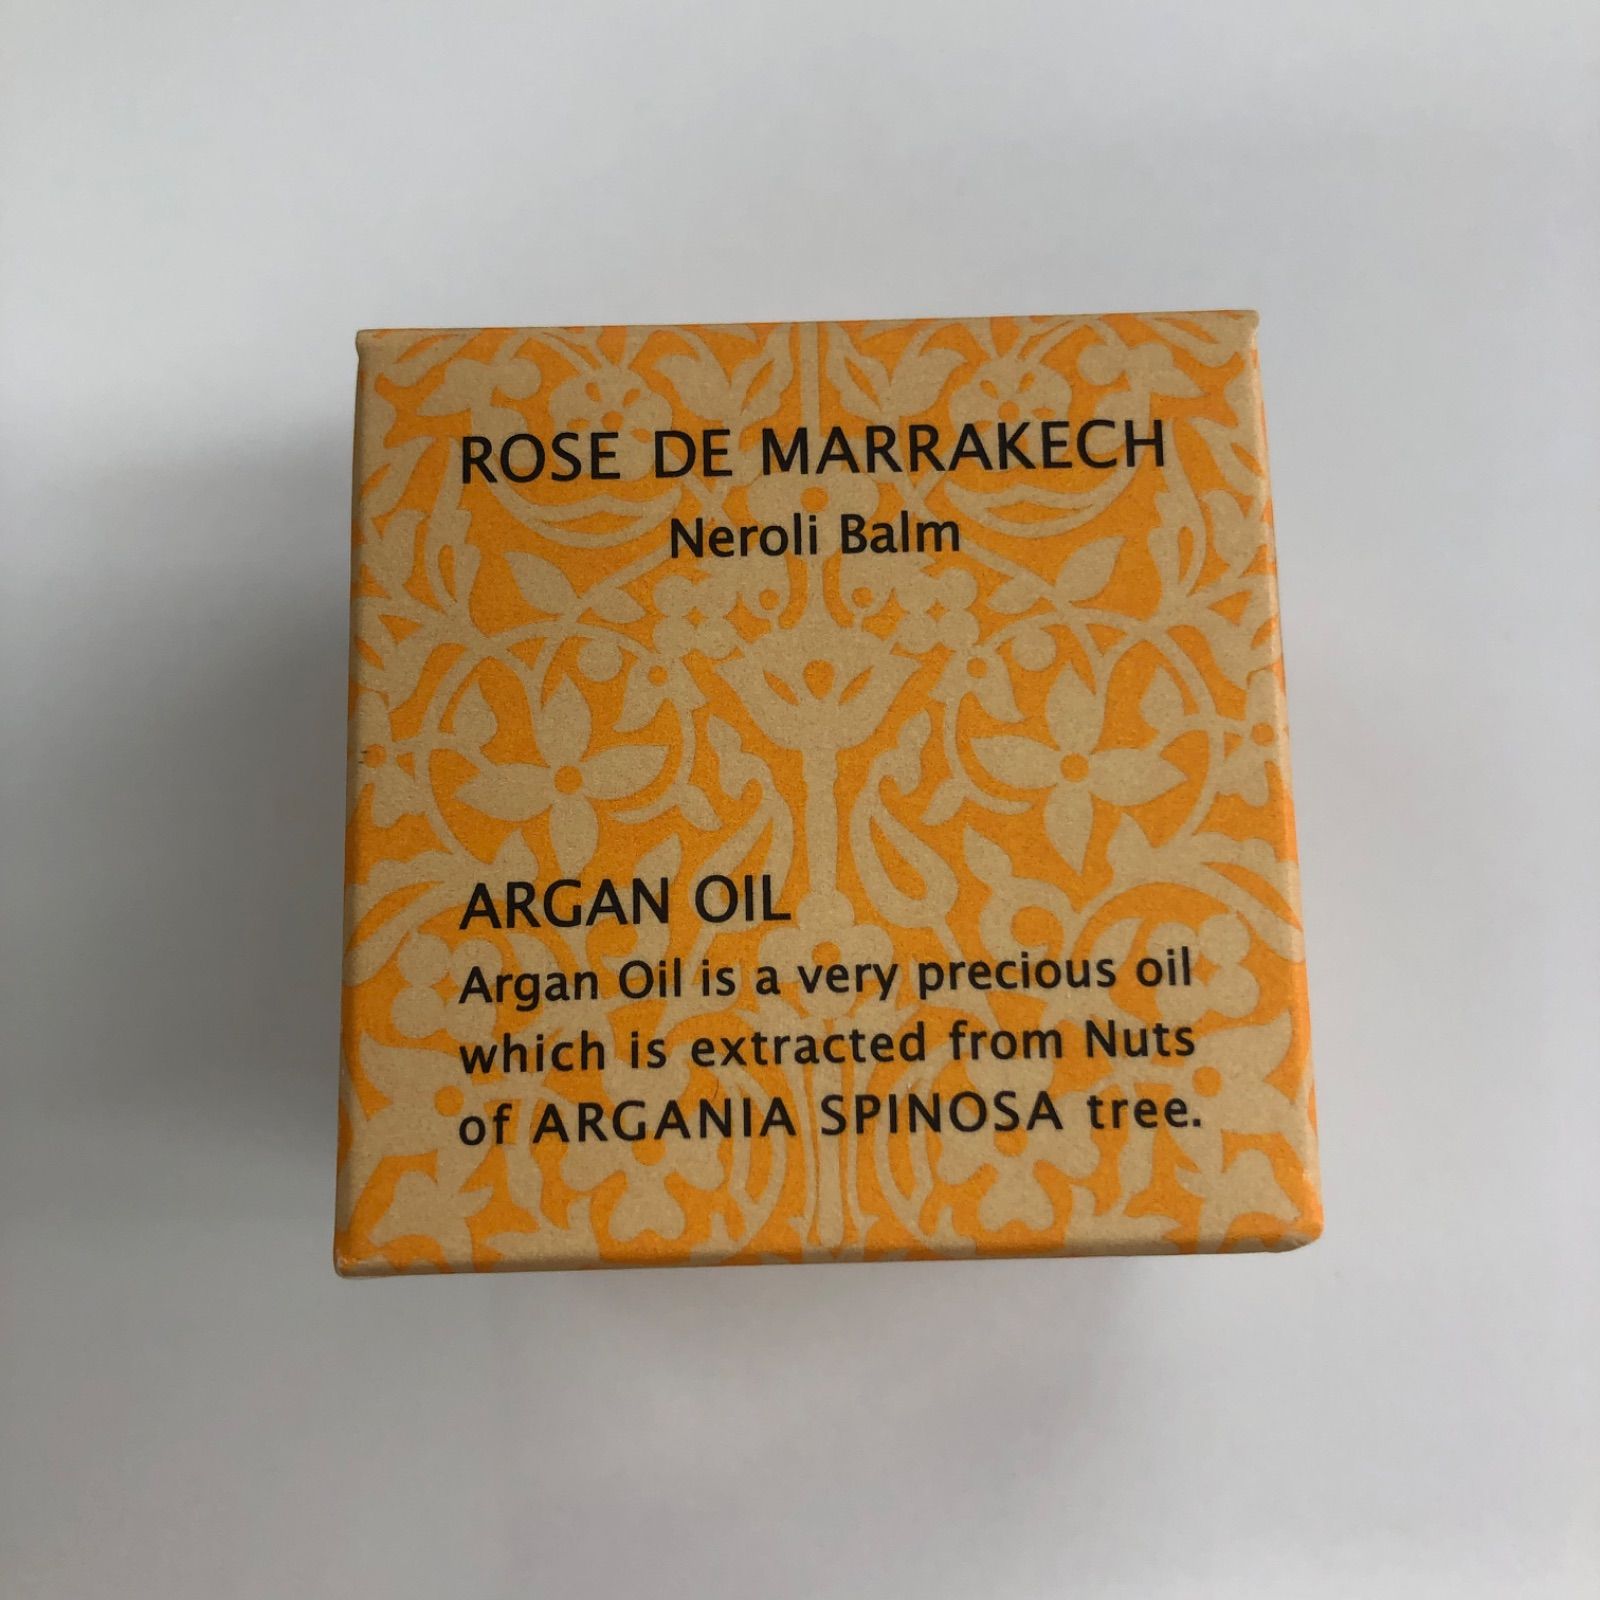 ROSE DE MARRAKECH
Neroli Balm
ARGAN OIL
Argan Oil is a very precious oil
which is extracted from Nuts
of ARGANIA SPINOSA tree.